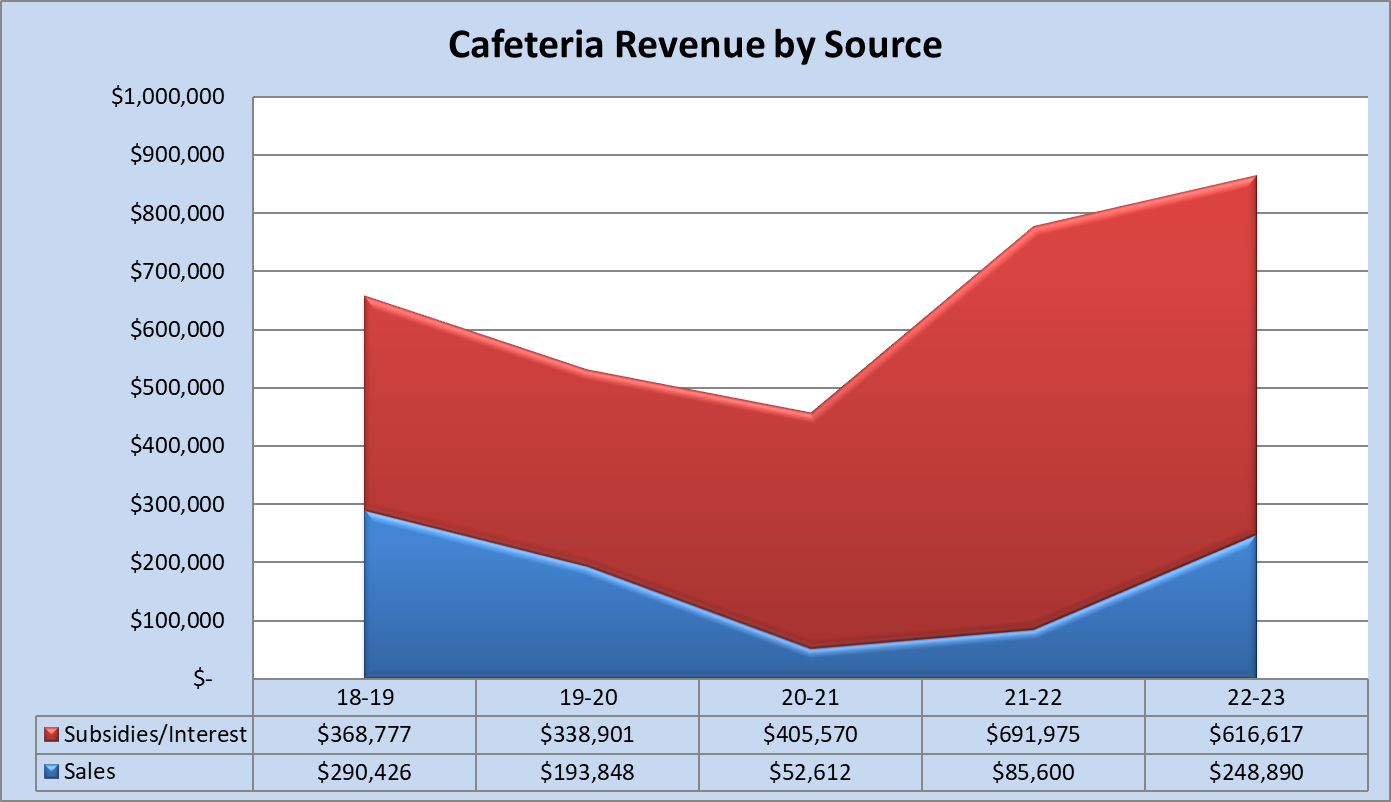 Cafeteria Revenue by Source
$1,000,000
$900,000
$800,000
$700,000
$600,000
$500,000
$400,000
$300,000
$200,000
$100,000
$-
18-19 19-20 20-21 21-22 22-23
Subsidies/Interest $368,777 $338,901 $405,570 $691,975 $616,617
Sales $290,426 $193,848 $52,612 $85,600 $248,890